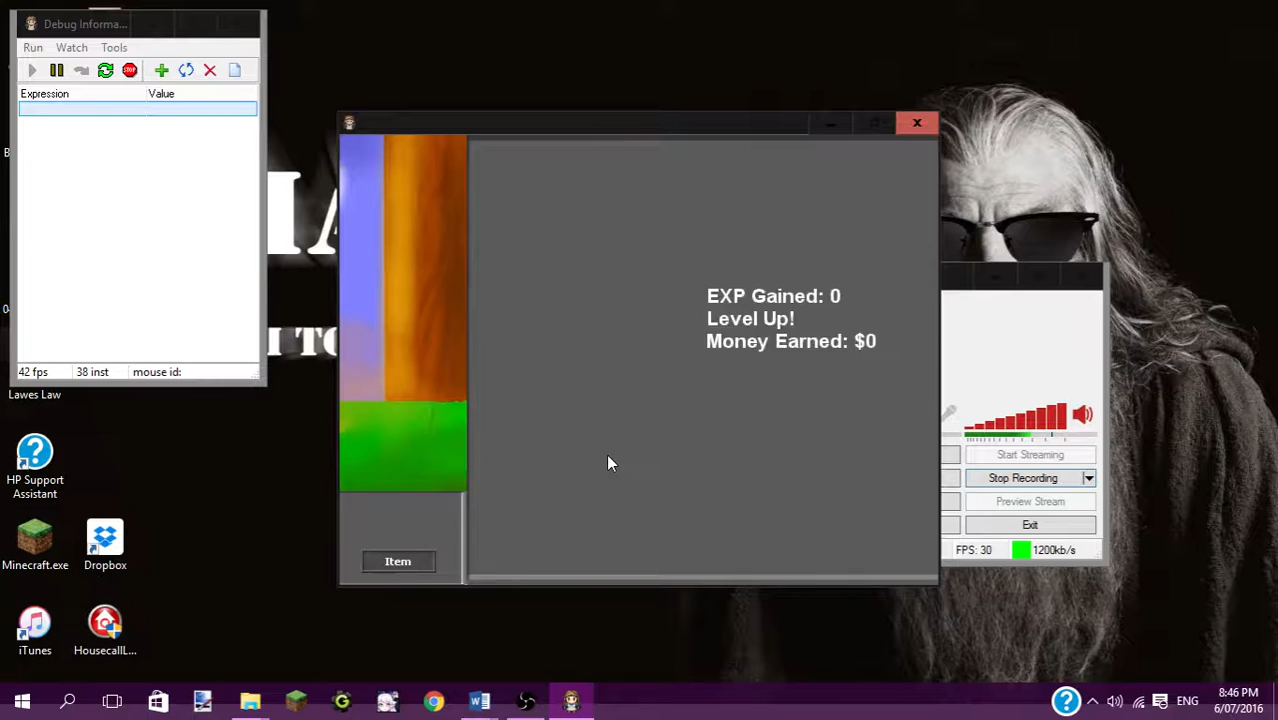 Debug Informa...
Run Watch Tools
STOP
Expression Value
42 fps 38 inst mouse id:
Lawes Law
HP Support
Assistant
Minecraft.exe
Dropbox
iTunes
HousecallL...
EXP Gained: 0
Level Up!
Money Earned: $0
Item
Start Streaming
Stop Recording
Preview Stream
Exit
FPS: 30 1200kb/s
ENG
8:46 PM
6/07/2016